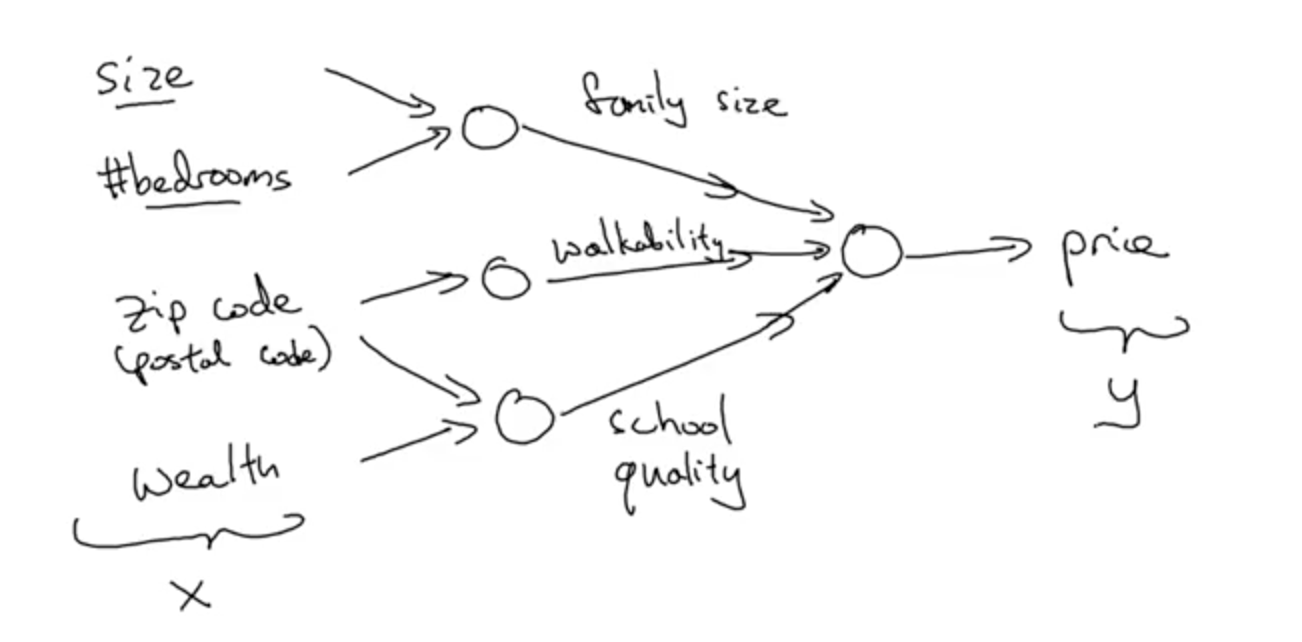 size
family size
#bedrooms
walkability
price
zip code
(postal code)
y
school
quality
wealth
x